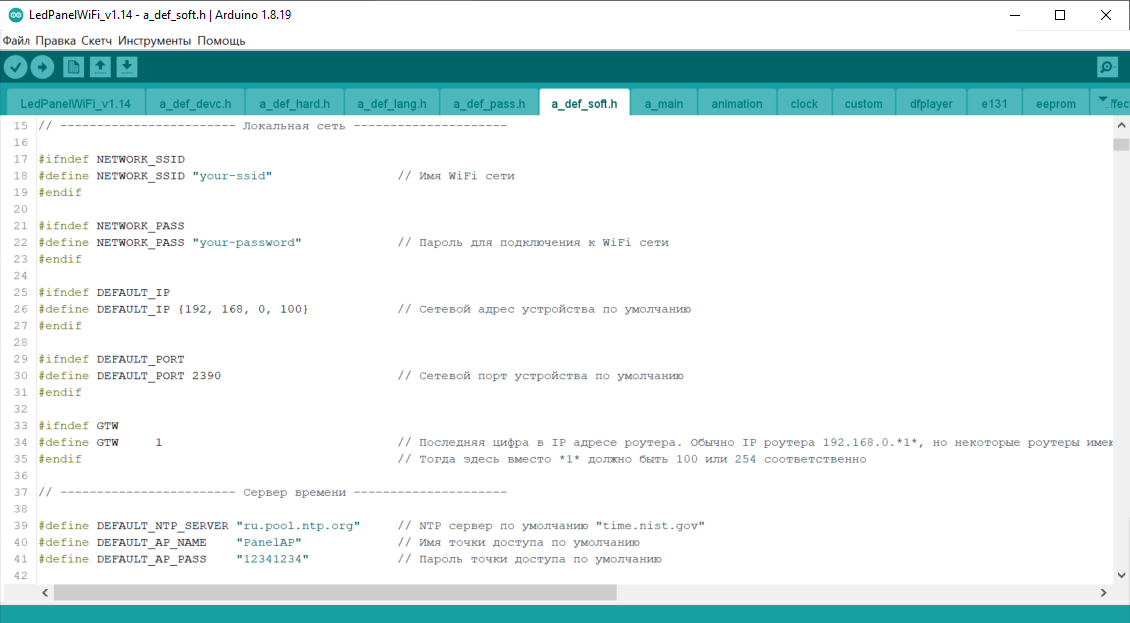 LedPanelWiFi_v1.14 - a_def_soft.h | Arduino 1.8.19
Файл Правка Скетч Инструменты Помощь
LedPanelWiFi_v1.14 a_def_devc.h a_def_hard.h a_def_lang.h a_def_pass.h a_def_soft.h a_main animation clock custom dfplayer e131 eeprom
15 // ------------------------ Локальная сеть ---------------------
16
17 #ifndef NETWORK_SSID
18 #define NETWORK_SSID "your-ssid" // Имя WiFi сети
19 #endif
20
21 #ifndef NETWORK_PASS
22 #define NETWORK_PASS "your-password" // Пароль для подключения к WiFi сети
23 #endif
24
25 #ifndef DEFAULT_IP
26 #define DEFAULT_IP {192, 168, 0, 100} // Сетевой адрес устройства по умолчанию
27 #endif
28
29 #ifndef DEFAULT_PORT
30 #define DEFAULT_PORT 2390 // Сетевой порт устройства по умолчанию
31 #endif
32
33 #ifndef GTW
34 #define GTW 1 // Последняя цифра в IP адресе роутера. Обычно IP роутера 192.168.0.*1*, но некоторые роутеры
35 #endif // Тогда здесь вместо *1* должно быть 100 или 254 соответственно
36
37 // ------------------------ Сервер времени ---------------------
38
39 #define DEFAULT_NTP_SERVER "ru.pool.ntp.org" // NTP сервер по умолчанию "time.nist.gov"
40 #define DEFAULT_AP_NAME "PanelAP" // Имя точки доступа по умолчанию
41 #define DEFAULT_AP_PASS "12341234" // Пароль точки доступа по умолчанию
42